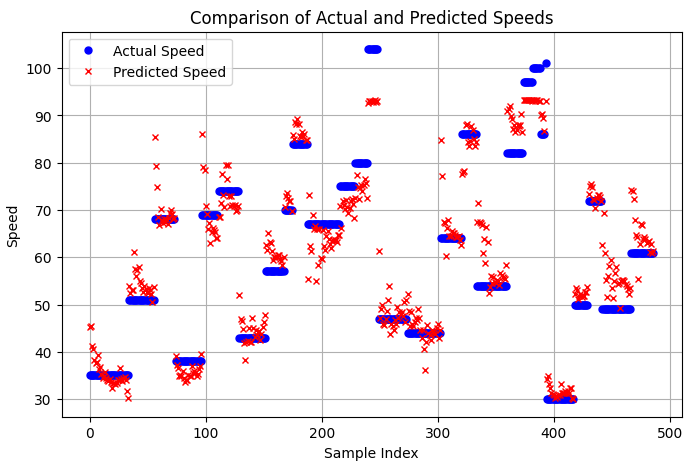 Comparison of Actual and Predicted Speeds
Actual Speed
Predicted Speed
100
90
80
70
60
50
40
30
Speed
0
100
200
300
400
500
Sample Index